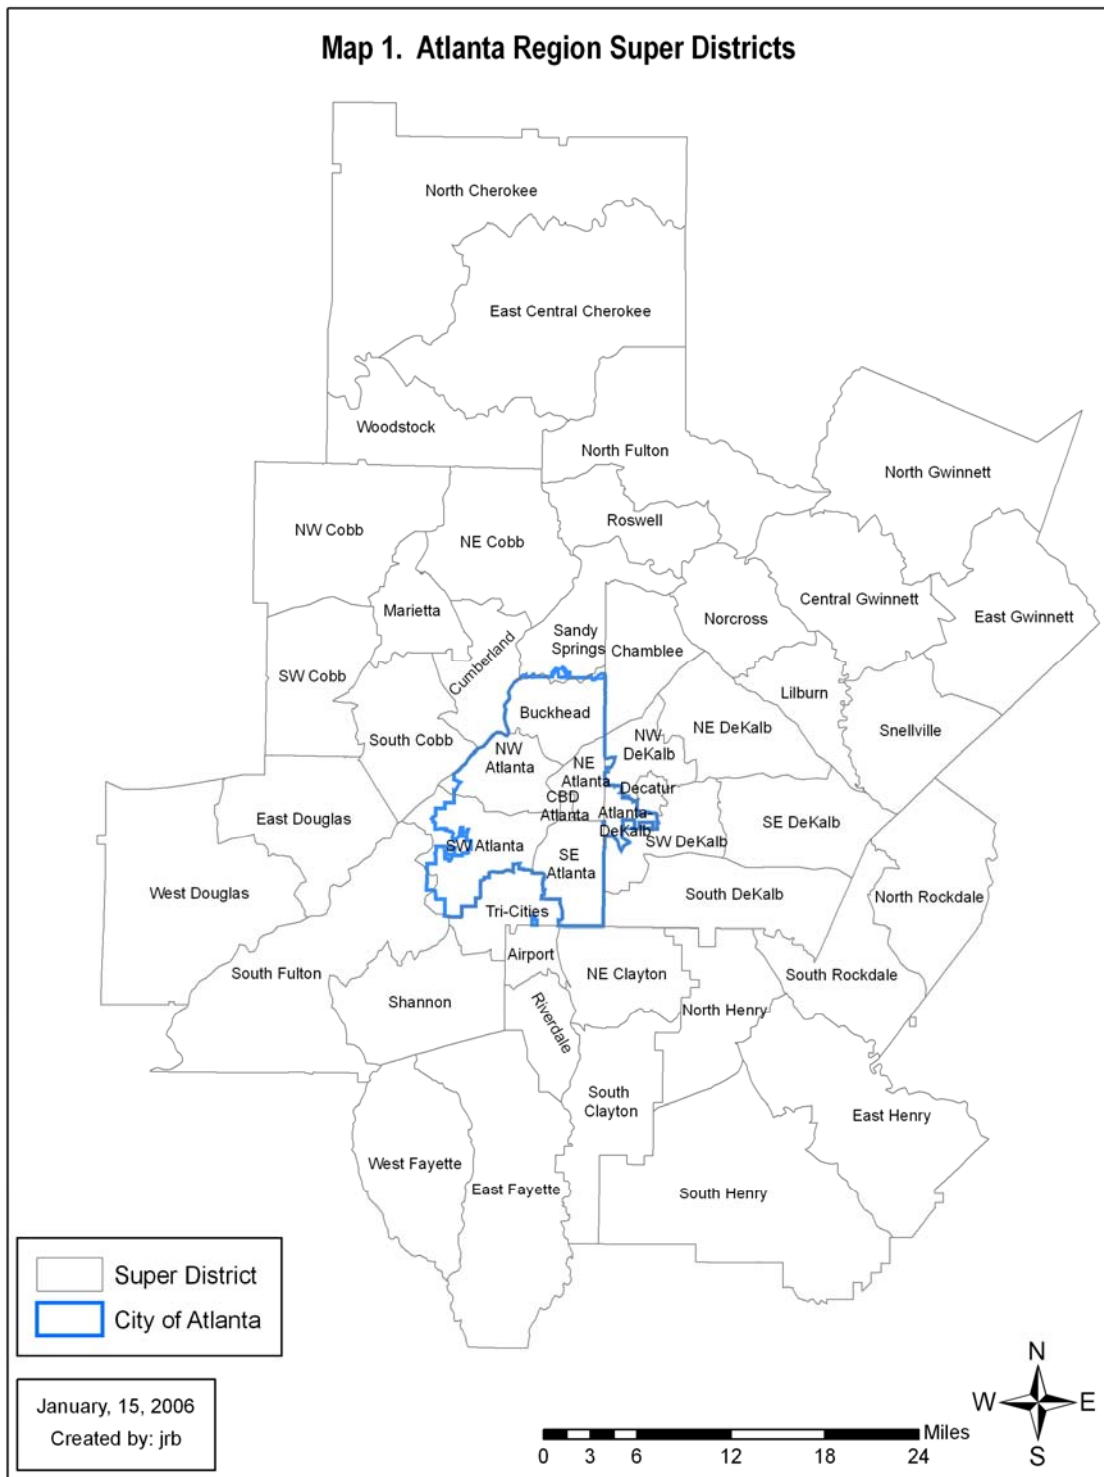 Map 1. Atlanta Region Super Districts
North Cherokee
East Central Cherokee
Woodstock
North Fulton
North Gwinnett
Roswell
NW Cobb
NE Cobb
Central Gwinnett
Marietta
Norcross
East Gwinnett
Sandy
Springs
Chamblee
Cumberland
SW Cobb
Lilburn
Buckhead
Snellville
NE DeKalb
South Cobb
NW
DeKalb
NW
Atlanta
NE
Atlanta
Decatur
CBD
Atlanta
Atlanta-
DeKalb
East Douglas
SE DeKalb
SW DeKalb
SW Atlanta
SE
Atlanta
West Douglas
South DeKalb
North Rockdale
Tri-Cities
Airport
South Fulton
NE Clayton
South Rockdale
Shannon
North Henry
Riverdale
South
Clayton
East Henry
West Fayette
East Fayette
South Henry
Super District
City of Atlanta
January, 15, 2006
Created by: jrb
N
W
E
S
Miles
0 3 6 12 18 24